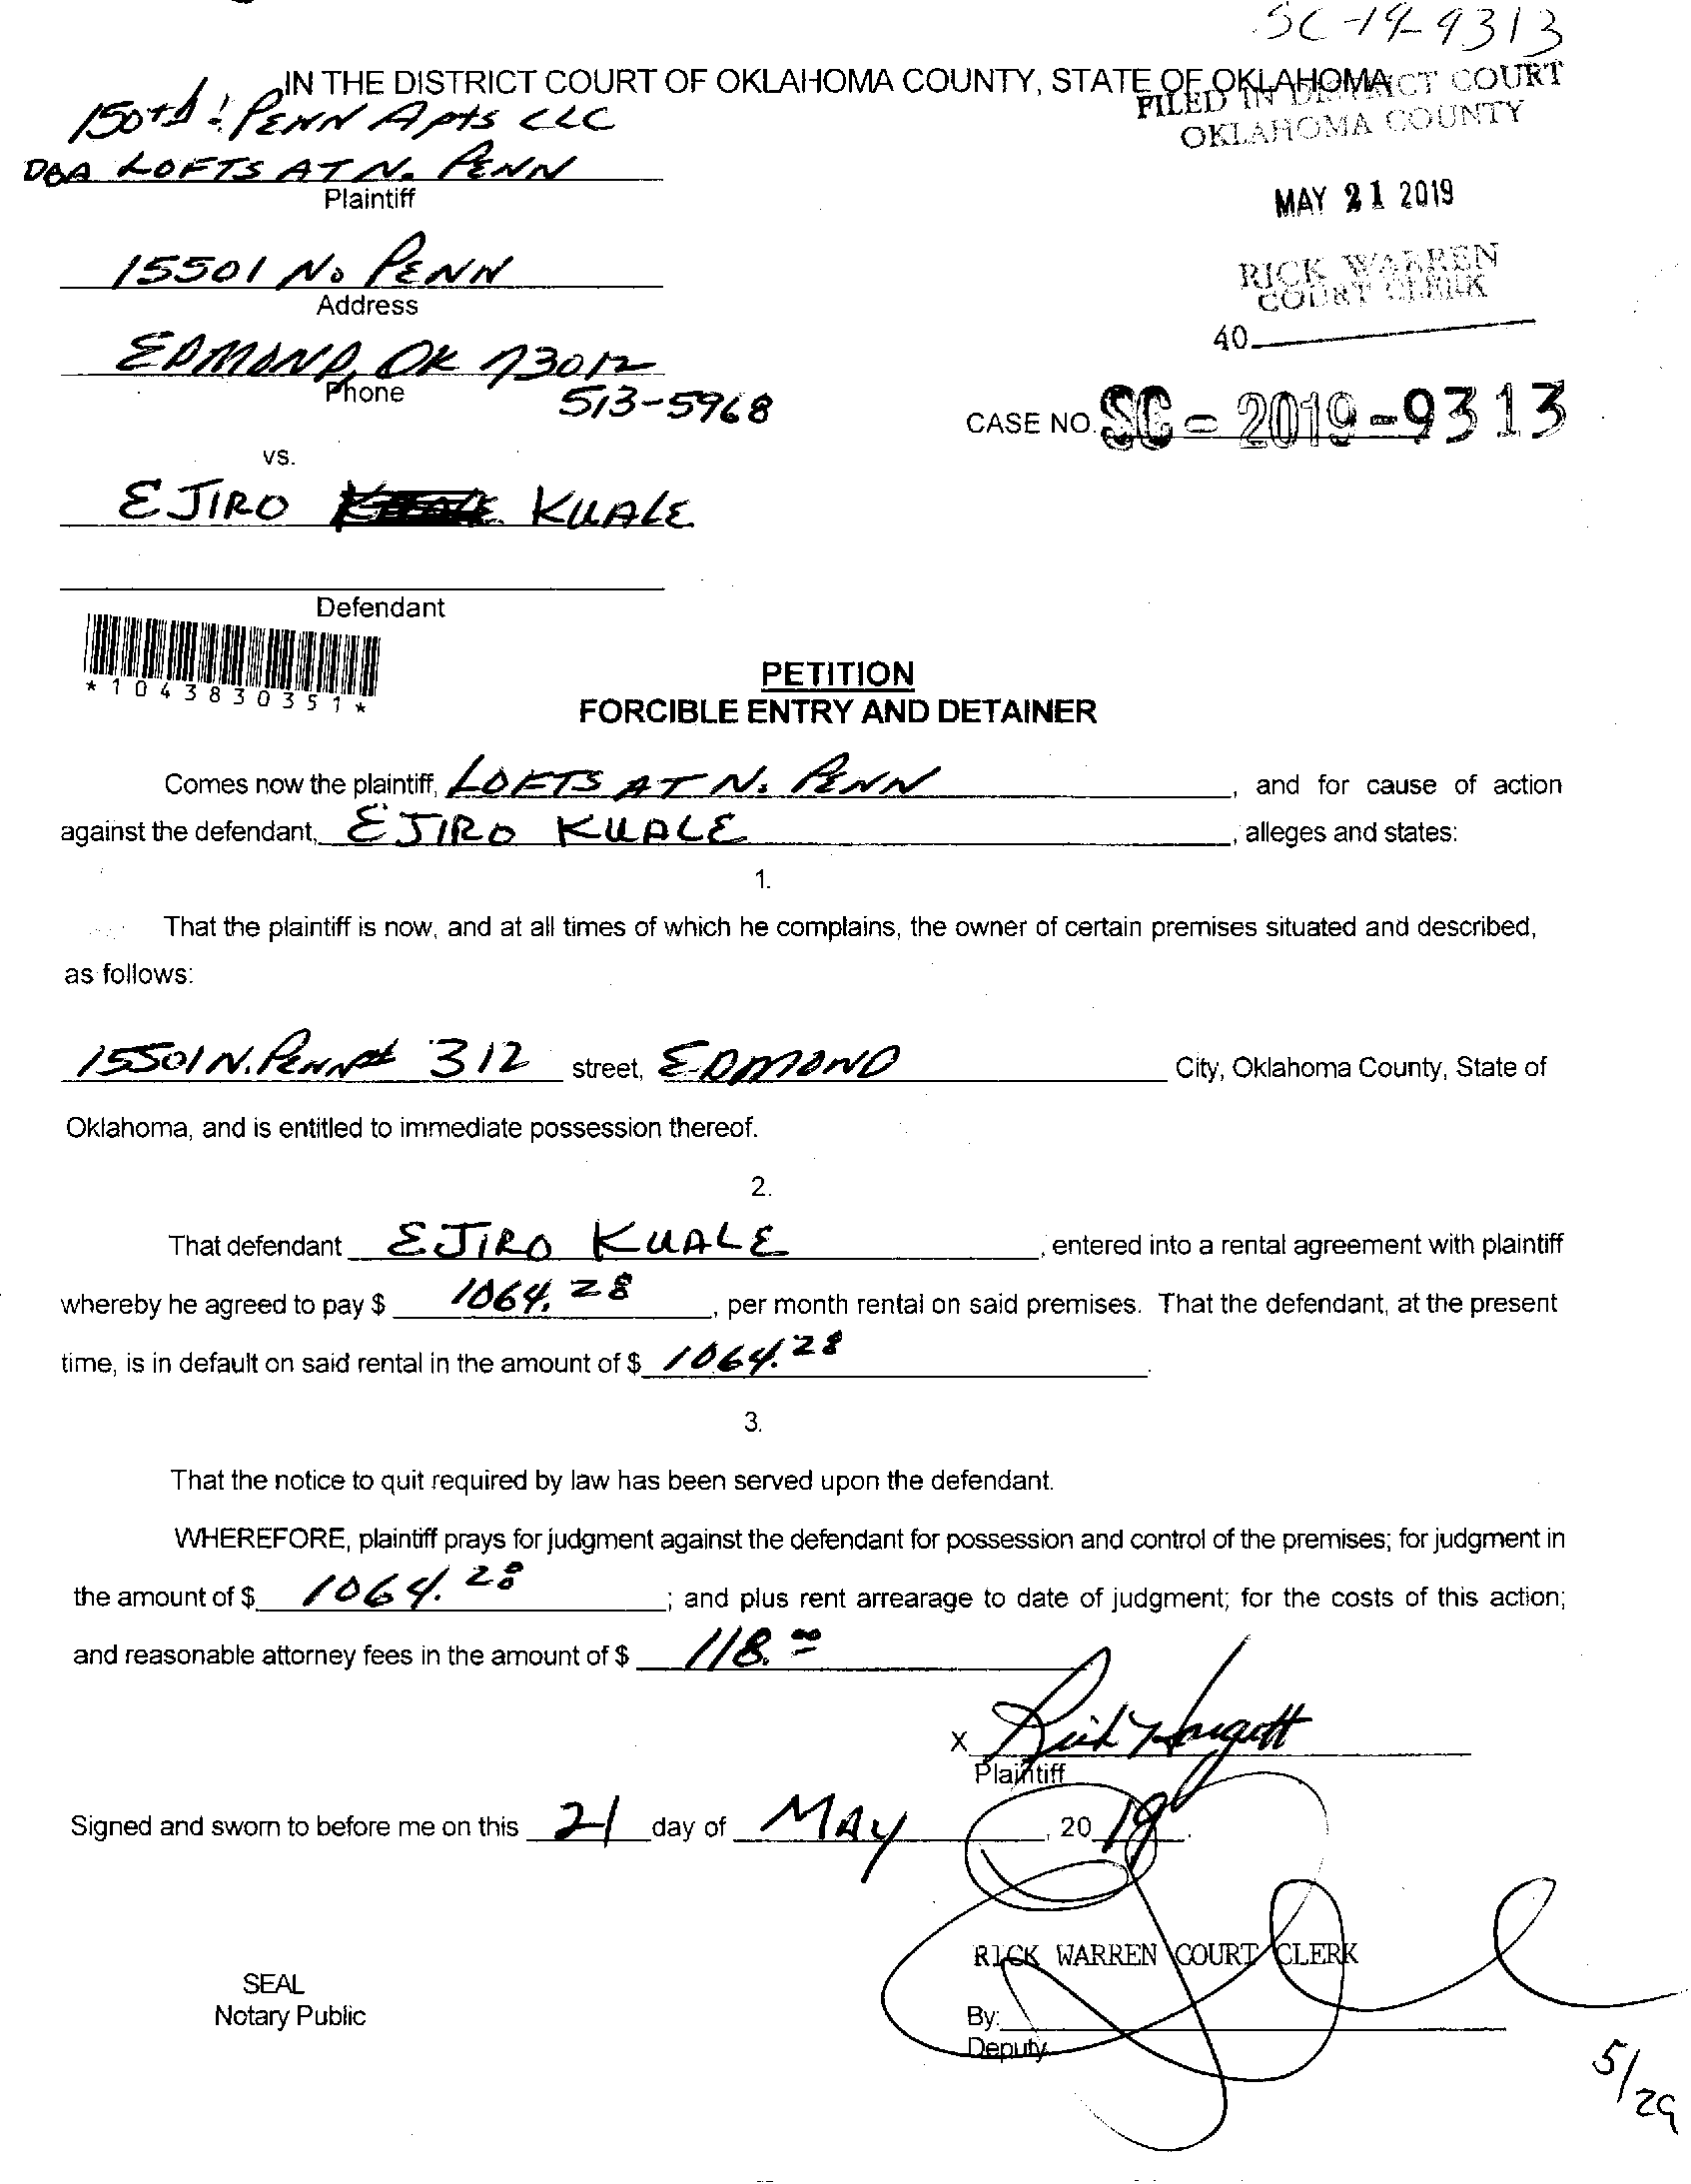 SC-19-9313
IN THE DISTRICT COURT OF OKLAHOMA COUNTY, STATE OF OKLAHOMA
FILED IN DISTRICT COURT
OKLAHOMA COUNTY
150th & PENN Apts LLC
DBA LOFTS AT N. PENN
Plaintiff
MAY 21 2019
15501 N. PENN
Address
RICK WARREN
COURT CLERK
40
EDMOND, OK 73012
Phone
513-5968
CASE NO. SC - 2019 - 9313
vs.
EJIRO KUALE
Defendant
*1043830351*
PETITION
FORCIBLE ENTRY AND DETAINER
Comes now the plaintiff, LOFTS AT N. PENN, and for cause of action
against the defendant, EJIRO KUALE, alleges and states:
1.
That the plaintiff is now, and at all times of which he complains, the owner of certain premises situated and described,
as follows:
15501 N. PENN # 312 street, EDMOND City, Oklahoma County, State of
Oklahoma, and is entitled to immediate possession thereof.
2.
That defendant EJIRO KUALE, entered into a rental agreement with plaintiff
whereby he agreed to pay $ 1064.28, per month rental on said premises. That the defendant, at the present
time, is in default on said rental in the amount of $ 1064.28.
3.
That the notice to quit required by law has been served upon the defendant.
WHEREFORE, plaintiff prays for judgment against the defendant for possession and control of the premises; for judgment in
the amount of $ 1064.28; and plus rent arrearage to date of judgment; for the costs of this action;
and reasonable attorney fees in the amount of $ 118.00
X
Plaintiff
Signed and sworn to before me on this 21 day of MAY, 2019.
RICK WARREN COURT CLERK
SEAL
Notary Public
By:
Deputy
5/29